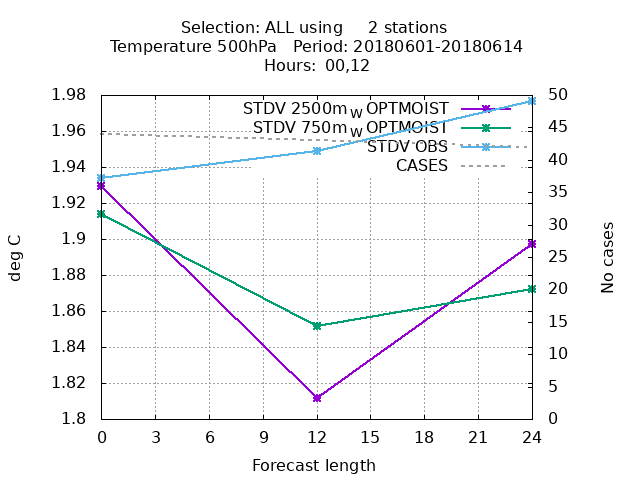 Selection: ALL using     2 stations
Temperature 500hPa   Period: 20180601-20180614
Hours: 00,12
1.98
1.96
1.94
1.92
1.9
1.88
1.86
1.84
1.82
1.8
deg C
STDV 2500m_W OPTMOIST
STDV 750m_W OPTMOIST
STDV OBS
CASES
50
45
40
35
30
25
20
15
10
5
0
No cases
0 3 6 9 12 15 18 21 24
Forecast length